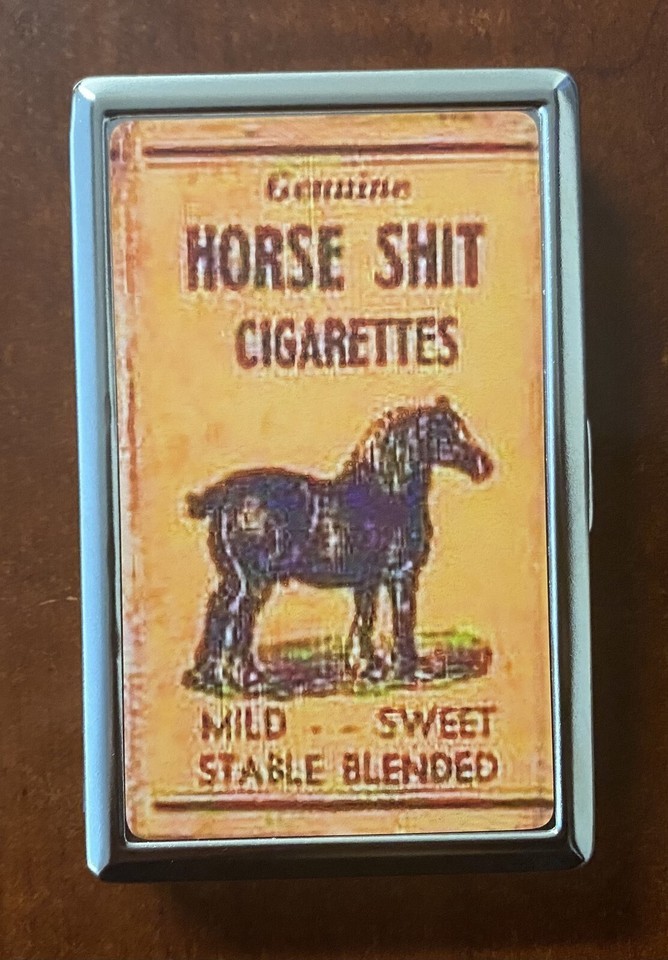 Genuine
HORSE SHIT
CIGARETTES
MILD - - SWEET
STABLE BLENDED